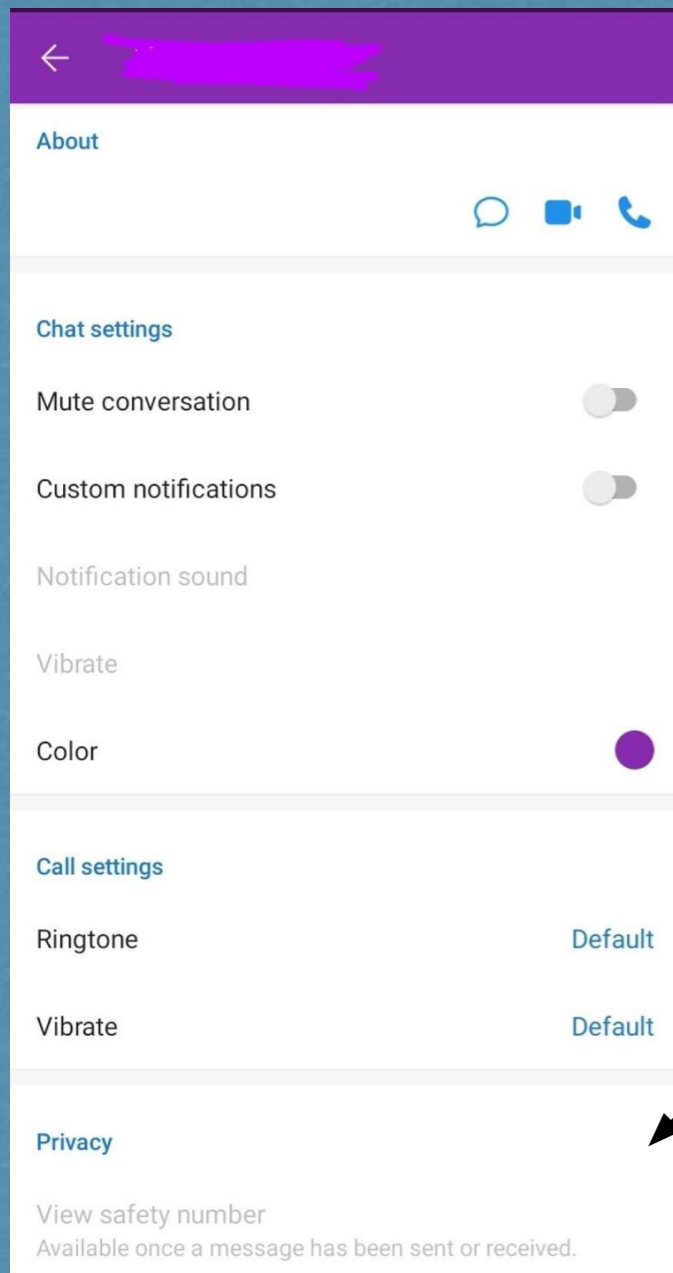 About
Chat settings
Mute conversation
Custom notifications
Notification sound
Vibrate
Color
Call settings
Ringtone Default
Vibrate Default
Privacy
View safety number
Available once a message has been sent or received.